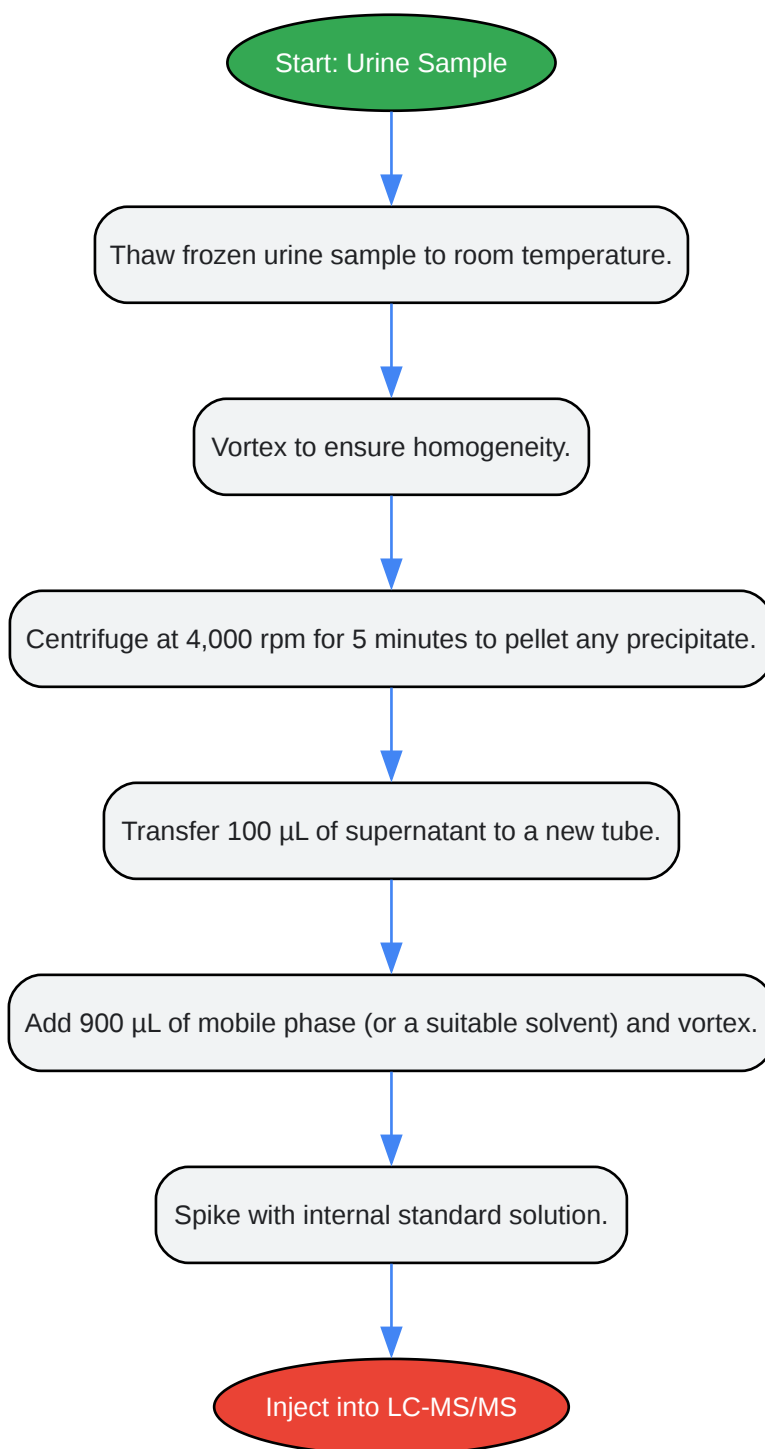 Start: Urine Sample
Thaw frozen urine sample to room temperature.
Vortex to ensure homogeneity.
Centrifuge at 4,000 rpm for 5 minutes to pellet any precipitate.
Transfer 100 µL of supernatant to a new tube.
Add 900 µL of mobile phase (or a suitable solvent) and vortex.
Spike with internal standard solution.
Inject into LC-MS/MS